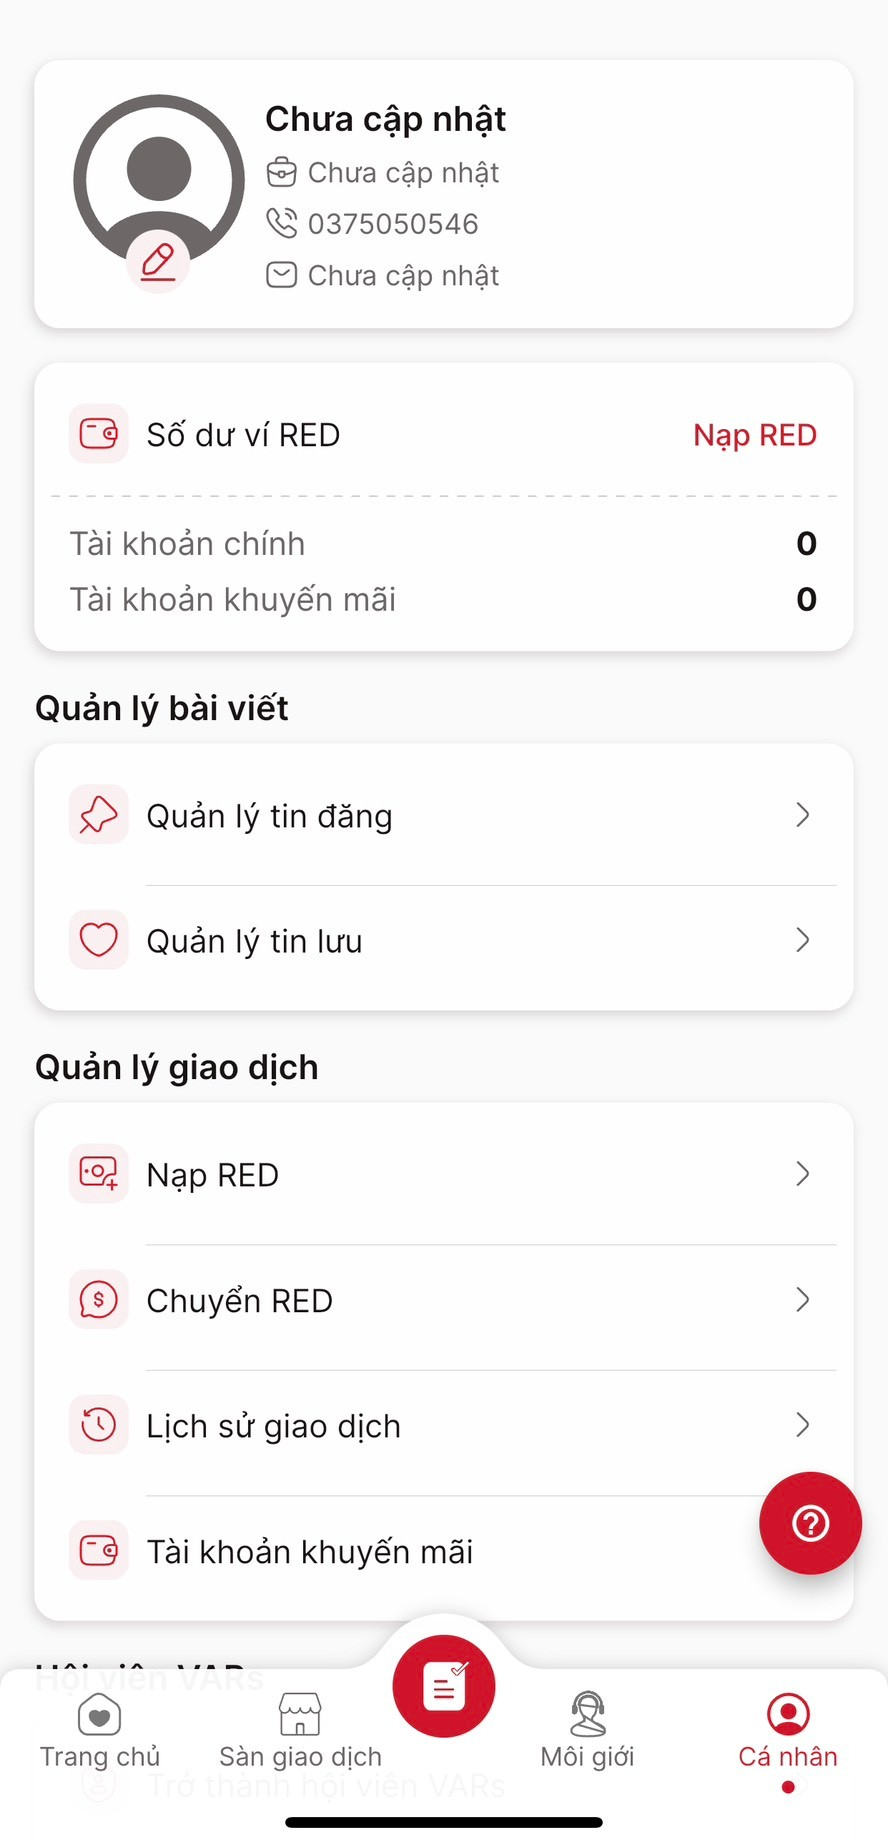 Chưa cập nhật
Chưa cập nhật
0375050546
Chưa cập nhật
Số dư ví RED
Nạp RED
Tài khoản chính
0
Tài khoản khuyến mãi
0
Quản lý bài viết
Quản lý tin đăng
Quản lý tin lưu
Quản lý giao dịch
Nạp RED
Chuyển RED
Lịch sử giao dịch
Tài khoản khuyến mãi
Hội viên VARs
Trang chủ
Sàn giao dịch
Môi giới
Cá nhân
Trở thành hội viên VARs